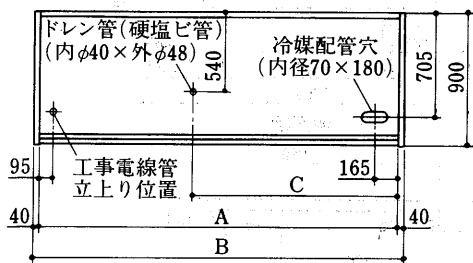 ドレン管(硬塩ビ管)
(内φ40×外φ48)
540
冷媒配管穴
(内径70×180)
705
900
95
工事電線管
立上り位置
165
C
40
A
40
B